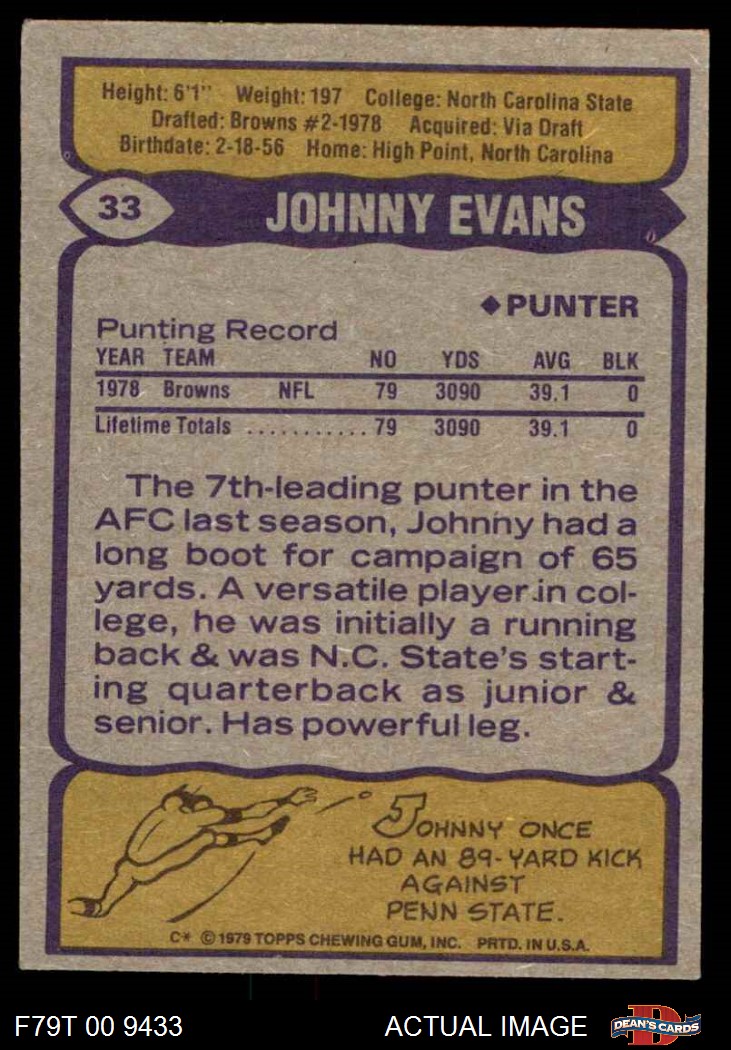 Height: 6'1" Weight: 197 College: North Carolina State
Drafted: Browns #2-1978 Acquired: Via Draft
Birthdate: 2-18-56 Home: High Point, North Carolina
33
JOHNNY EVANS
◆PUNTER
Punting Record
YEAR TEAM NO YDS AVG BLK
1978 Browns NFL 79 3090 39.1 0
Lifetime Totals ........... 79 3090 39.1 0
The 7th-leading punter in the
AFC last season, Johnny had a
long boot for campaign of 65
yards. A versatile player in col-
lege, he was initially a running
back & was N.C. State's start-
ing quarterback as junior &
senior. Has powerful leg.
JOHNNY ONCE
HAD AN 89-YARD KICK
AGAINST
PENN STATE.
C* © 1979 TOPPS CHEWING GUM, INC. PRTD. IN U.S.A.
F79T 00 9433 ACTUAL IMAGE
D
DEAN'S CARDS